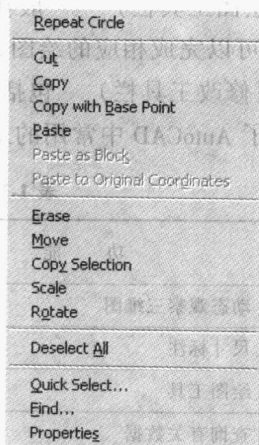 Repeat Circle
Cut
Copy
Copy with Base Point
Paste
Paste as Block
Paste to Original Coordinates
Erase
Move
Copy Selection
Scale
Rotate
Deselect All
Quick Select...
Find...
Properties